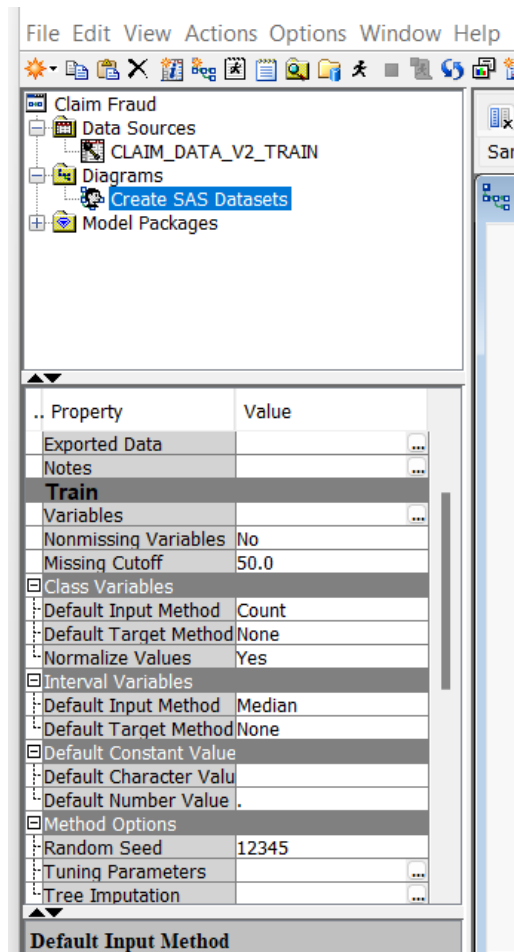 File Edit View Actions Options Window Help
Claim Fraud
Data Sources
CLAIM_DATA_V2_TRAIN
Diagrams
Create SAS Datasets
Model Packages
Sar
.. Property Value
Exported Data ...
Notes ...
Train
Variables ...
Nonmissing Variables No
Missing Cutoff 50.0
Class Variables
Default Input Method Count
Default Target Method None
Normalize Values Yes
Interval Variables
Default Input Method Median
Default Target Method None
Default Constant Value
Default Character Valu
Default Number Value .
Method Options
Random Seed 12345
Tuning Parameters ...
Tree Imputation ...
Default Input Method